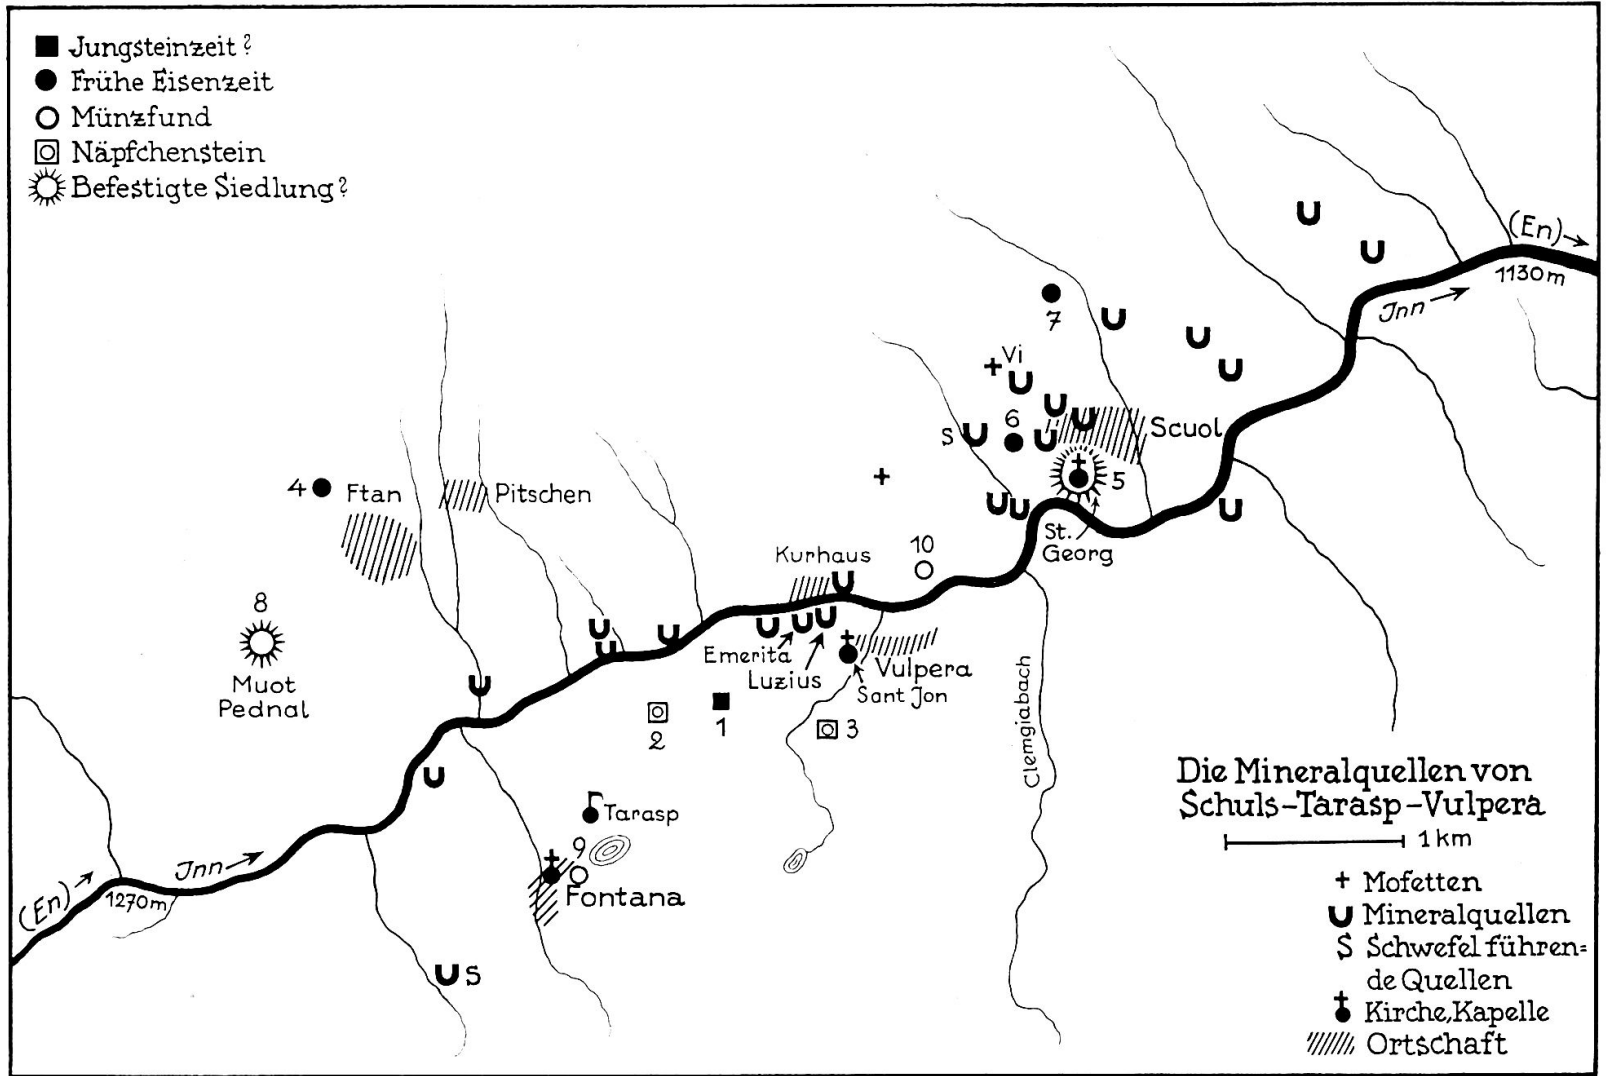 Jungsteinzeit?
Frühe Eisenzeit
Münzfund
Näpfchenstein
Befestigte Siedlung?
(En)
1130m
Jnn
7
Vi
6
S
Scuol
5
St.
Georg
4
Ftan
Pitschen
10
Kurhaus
8
Muot
Pednal
Emerita
Luzius
Vulpera
Sant Jon
2
1
3
Clemgiabach
Tarasp
9
Fontana
Jnn
(En)
1270m
S
Die Mineralquellen von
Schuls-Tarasp-Vulpera
1 km
Mofetten
Mineralquellen
S Schwefel führen=
de Quellen
Kirche, Kapelle
Ortschaft